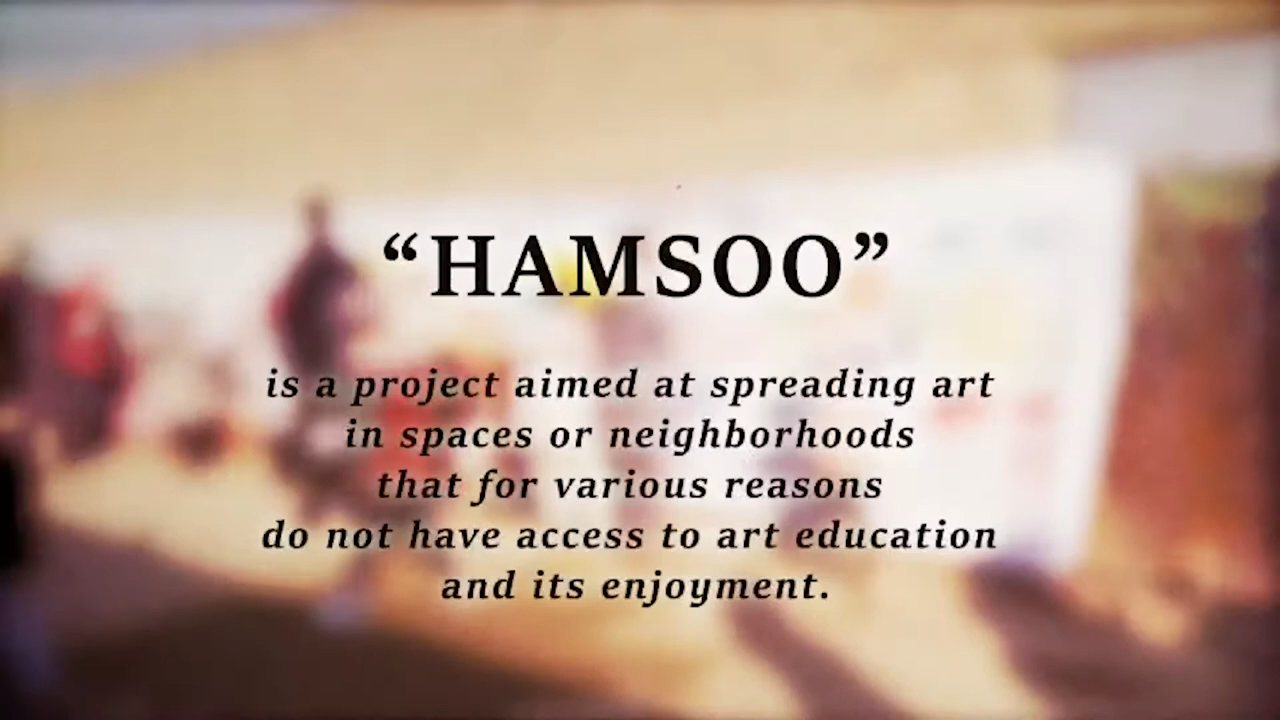 “HAMSOO”
is a project aimed at spreading art
in spaces or neighborhoods
that for various reasons
do not have access to art education
and its enjoyment.